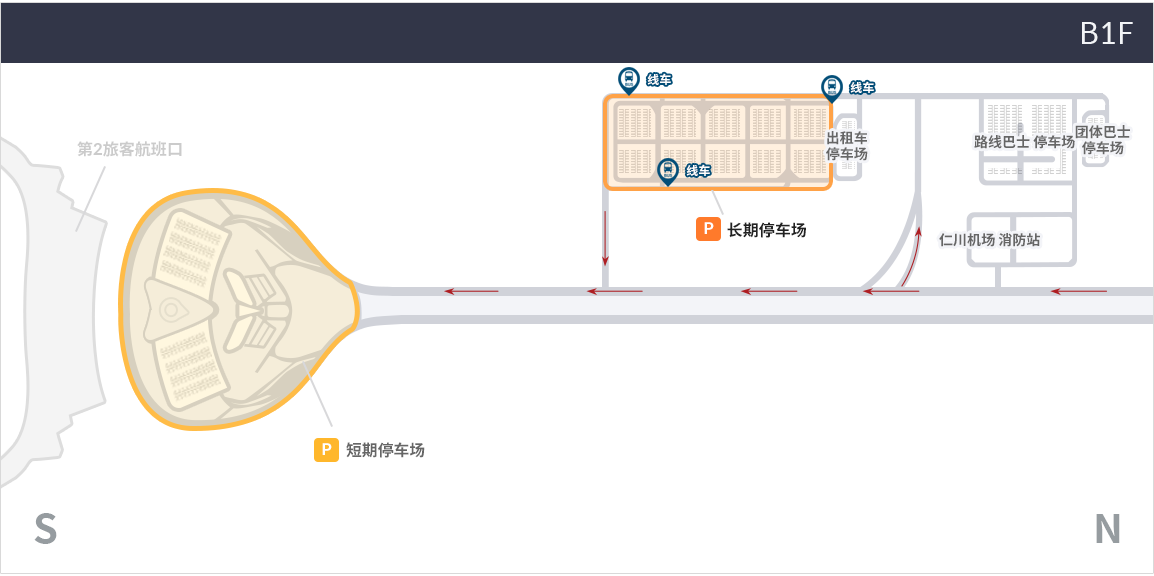 B1F
线车
线车
第2旅客航班口
出租车
停车场
路线巴士 停车场
团体巴士
停车场
线车
P 长期停车场
仁川机场 消防站
P 短期停车场
S
N